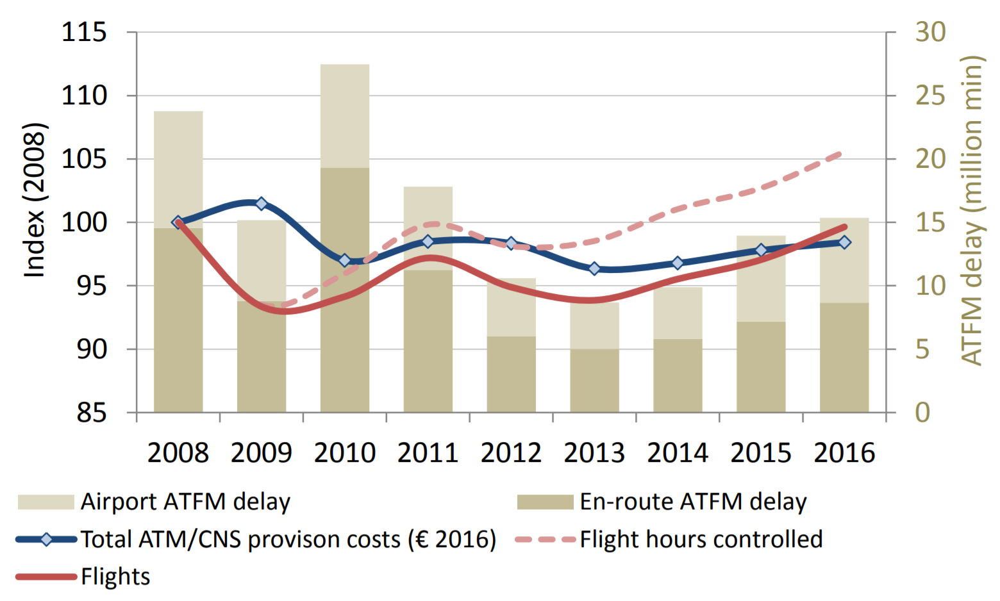 115
110
105
100
95
90
85
Index (2008)
30
25
20
15
10
5
0
ATFM delay (million min)
2008 2009 2010 2011 2012 2013 2014 2015 2016
Airport ATFM delay
En-route ATFM delay
Total ATM/CNS provison costs (€ 2016)
Flight hours controlled
Flights